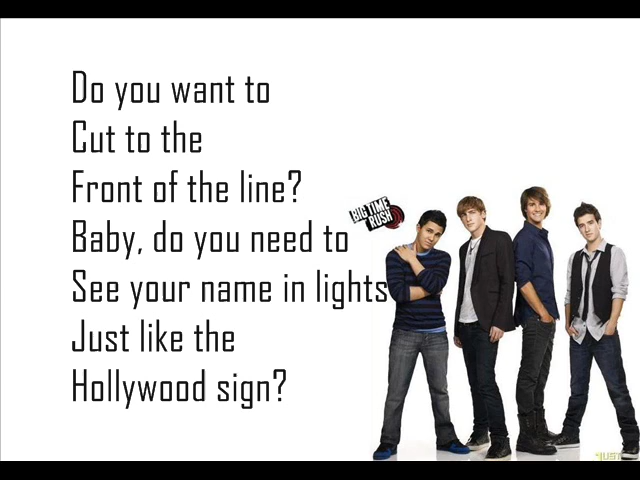 Do you want to
Cut to the
Front of the line?
Baby, do you need to
See your name in lights
Just like the
Hollywood sign?
BIG TIME
RUSH